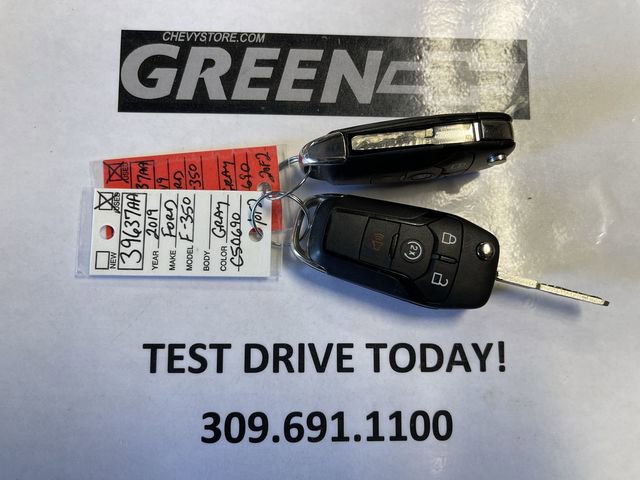 CHEVYSTORE.COM
GREEN
USED
NEW
39637AA
YEAR 2019
MAKE FORD
MODEL F-350
BODY
COLOR GRAY
2X
TEST DRIVE TODAY!
309.691.1100